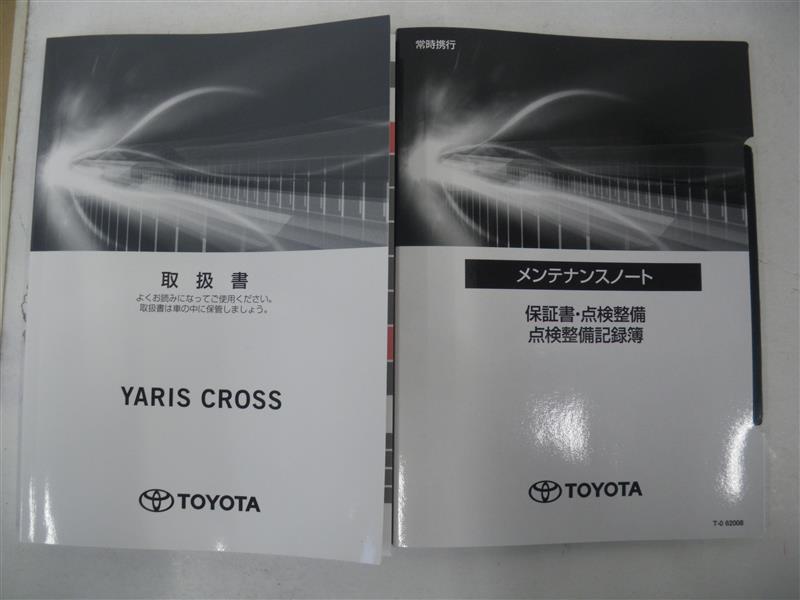 取扱書
よくお読みになってご使用ください。
取扱書は車の中に保管しましょう。
YARIS CROSS
TOYOTA
常時携行
メンテナンスノート
保証書・点検整備
点検整備記録簿
TOYOTA
T-0 62008